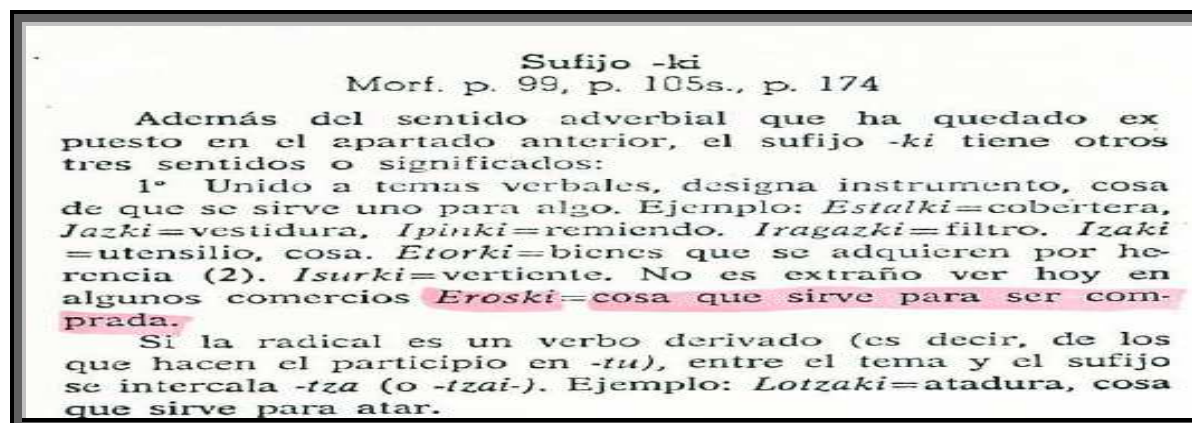 Sufijo -ki
Morf. p. 99, p. 105s., p. 174
Además del sentido adverbial que ha quedado ex
puesto en el apartado anterior, el sufijo -ki tiene otros
tres sentidos o significados:
1º Unido a temas verbales, designa instrumento, cosa
de que se sirve uno para algo. Ejemplo: Estalki=cobertera,
Jazki=vestidura, Ipinki=remiendo. Iragazki=filtro. Izaki
=utensilio, cosa. Etorki=bienes que se adquieren por he-
rencia (2). Isurki=vertiente. No es extraño ver hoy en
algunos comercios Eroski=cosa que sirve para ser com-
prada.
Si la radical es un verbo derivado (es decir, de los
que hacen el participio en -tu), entre el tema y el sufijo
se intercala -tza (o -tzai-). Ejemplo: Lotzaki=atadura, cosa
que sirve para atar.